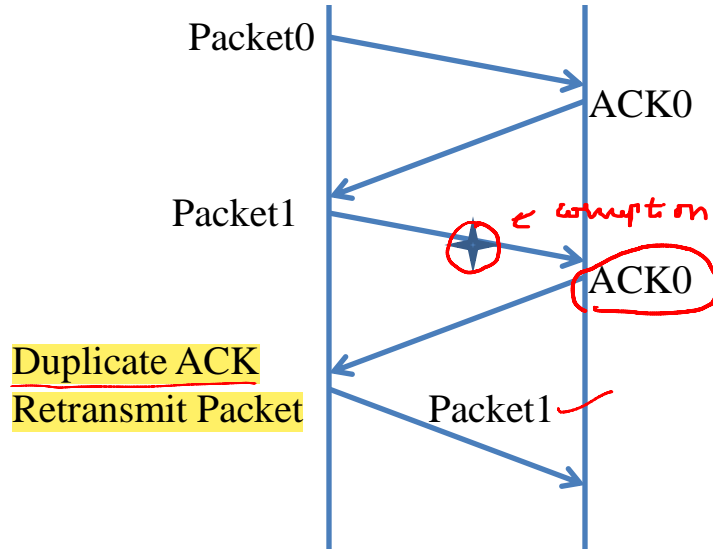 Packet0
ACK0
Packet1
← corruption
ACK0
Duplicate ACK
Retransmit Packet
Packet1